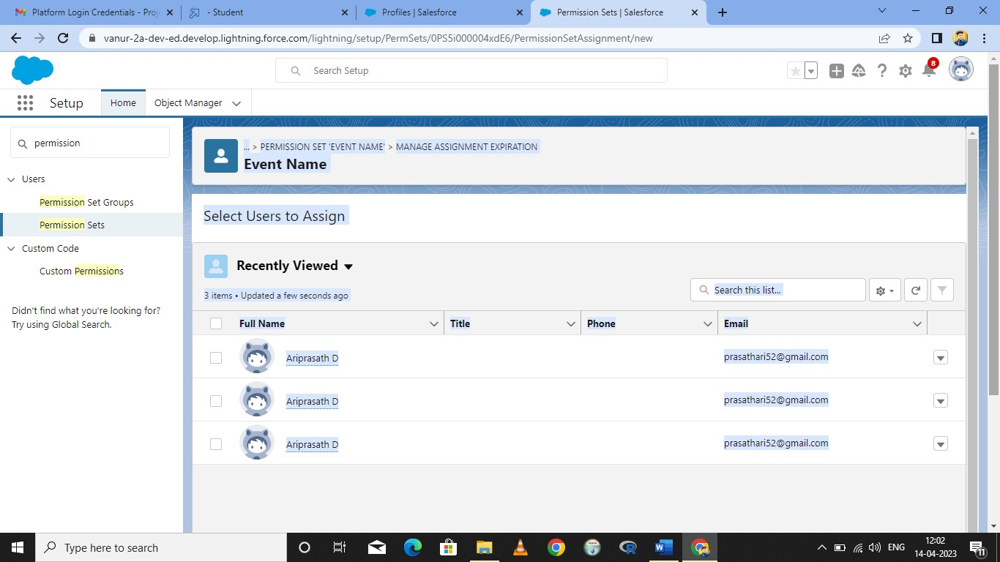 Platform Login Credentials - Proj
- Student
Profiles | Salesforce
Permission Sets | Salesforce
vanur-2a-dev-ed.develop.lightning.force.com/lightning/setup/PermSets/0PS5i000004xdE6/PermissionSetAssignment/new
Search Setup
8
Setup
Home
Object Manager
permission
Users
Permission Set Groups
Permission Sets
Custom Code
Custom Permissions
Didn't find what you're looking for?
Try using Global Search.
... > PERMISSION SET 'EVENT NAME' > MANAGE ASSIGNMENT EXPIRATION
Event Name
Select Users to Assign
Recently Viewed
3 items • Updated a few seconds ago
Search this list...
Full Name Title Phone Email
Ariprasath D prasathari52@gmail.com
Ariprasath D prasathari52@gmail.com
Ariprasath D prasathari52@gmail.com
Type here to search
ENG
12:02
14-04-2023
11